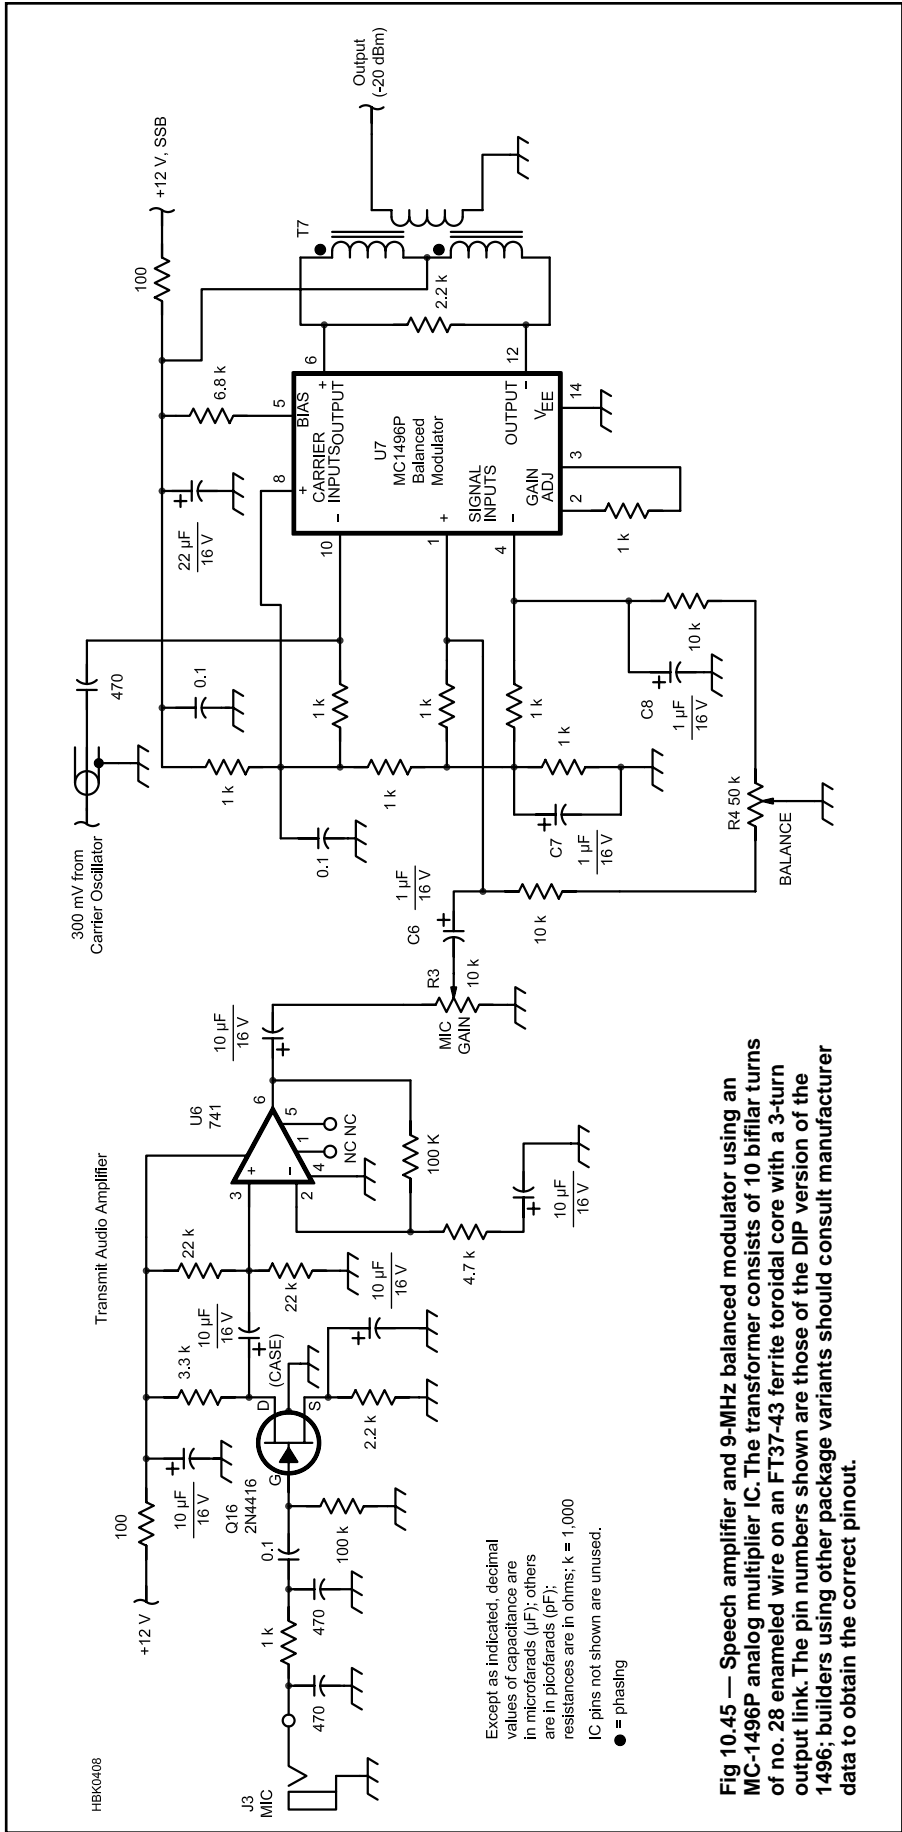 HBK0408
Transmit Audio Amplifier
+12 V
100
10 µF
16 V
3.3 k
22 k
10 µF
16 V
22 k
J3
MIC
470
1 k
470
0.1
100 k
Q16
2N4416
G
D
S
(CASE)
2.2 k
10 µF
16 V
U6
741
3
+
2
−
4
1
5
6
NC NC
100 K
4.7 k
10 µF
16 V
10 µF
16 V
MIC
GAIN
R3
10 k
C6
1 µF
16 V
+
10 k
300 mV from
Carrier Oscillator
470
0.1
1 k
0.1
1 k
1 k
1 k
1 k
1 k
C7
1 µF
16 V
C8
1 µF
16 V
10 k
R4 50 k
BALANCE
22 µF
16 V
6.8 k
100
+12 V, SSB
8
5
10
1
4
2
3
14
12
6
+
CARRIER
INPUTS
−
BIAS
+
OUTPUT
U7
MC1496P
Balanced
Modulator
+
SIGNAL
INPUTS
−
OUTPUT
−
GAIN
ADJ
VEE
1 k
2.2 k
T7
Output
(-20 dBm)
Except as indicated, decimal
values of capacitance are
in microfarads (µF); others
are in picofarads (pF);
resistances are in ohms; k = 1,000
IC pins not shown are unused.
● = phasing
Fig 10.45 — Speech amplifier and 9-MHz balanced modulator using an
MC-1496P analog multiplier IC. The transformer consists of 10 bifilar turns
of no. 28 enameled wire on an FT37-43 ferrite toroidal core with a 3-turn
output link. The pin numbers shown are those of the DIP version of the
1496; builders using other package variants should consult manufacturer
data to obtain the correct pinout.